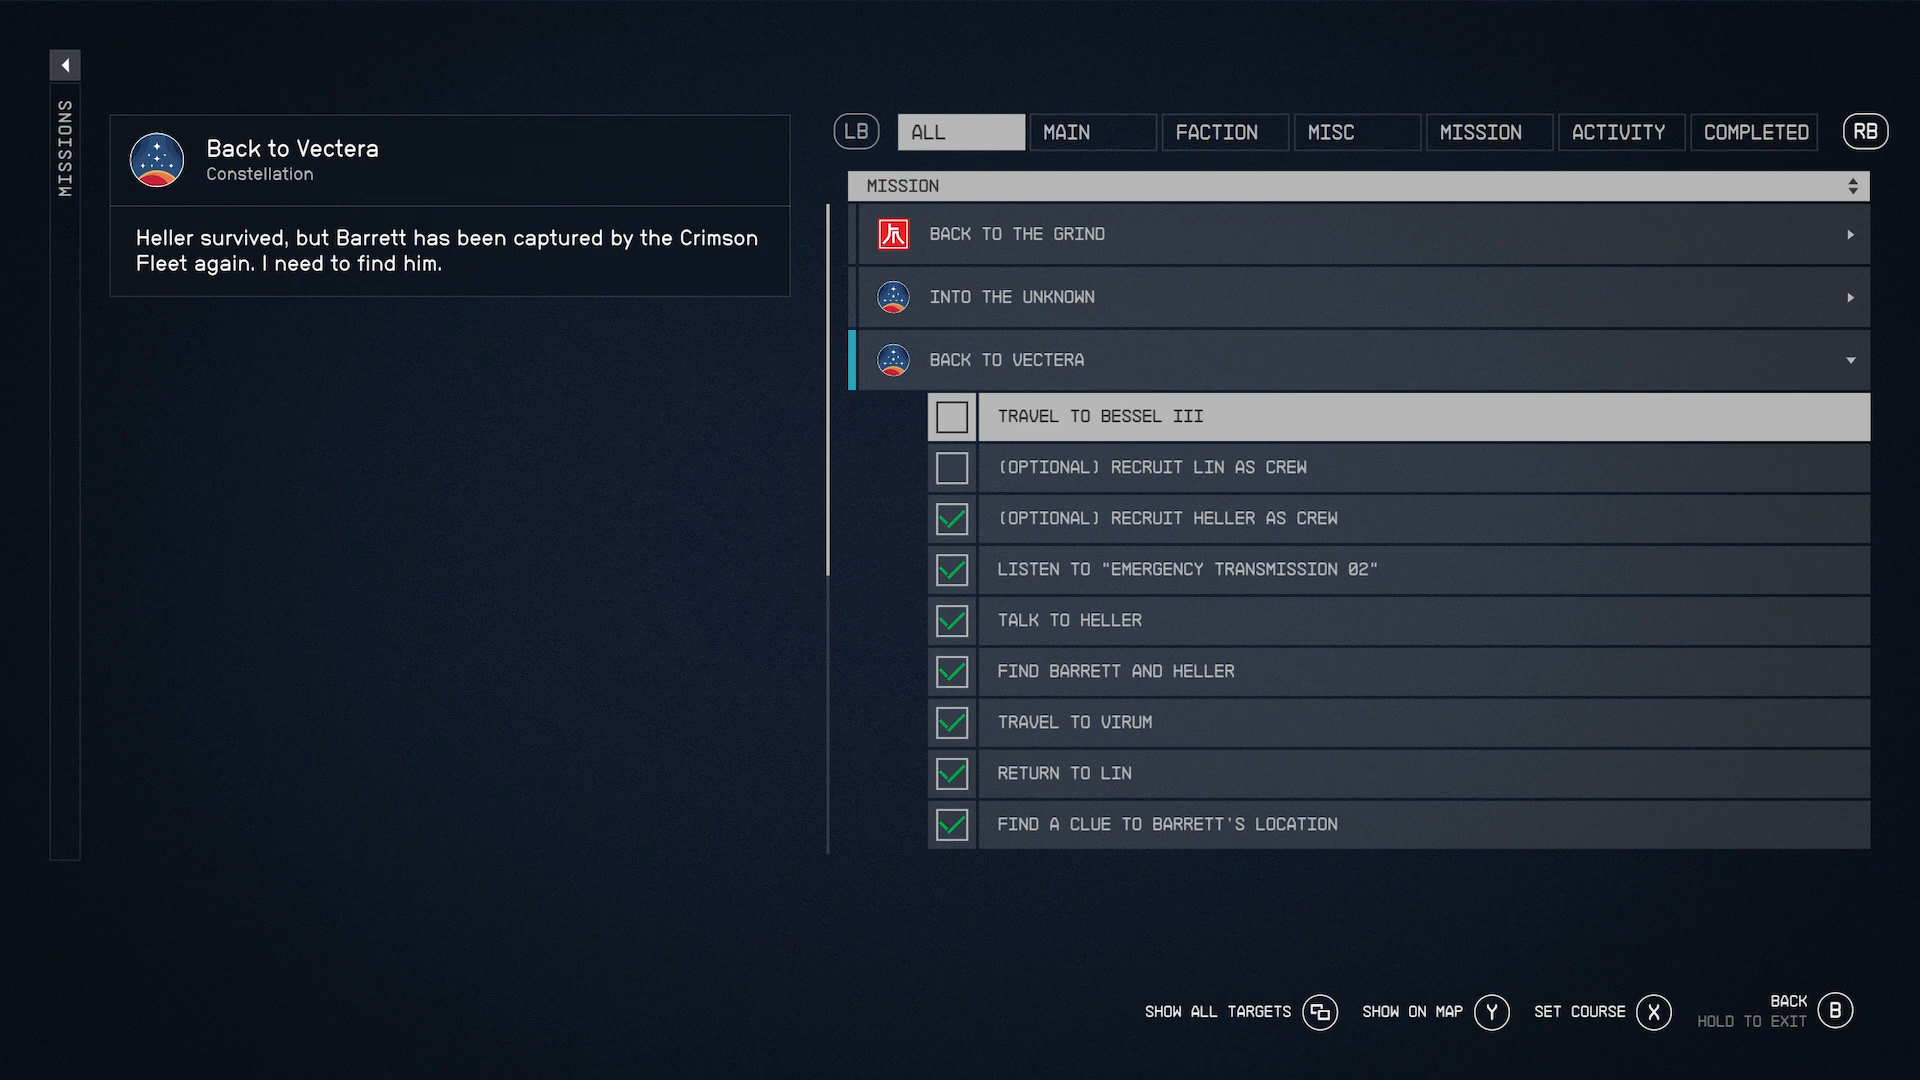 MISSIONS
Back to Vectera
Constellation
Heller survived, but Barrett has been captured by the Crimson
Fleet again. I need to find him.
LB
ALL
MAIN
FACTION
MISC
MISSION
ACTIVITY
COMPLETED
RB
MISSION
BACK TO THE GRIND
INTO THE UNKNOWN
BACK TO VECTERA
TRAVEL TO BESSEL III
(OPTIONAL) RECRUIT LIN AS CREW
(OPTIONAL) RECRUIT HELLER AS CREW
LISTEN TO "EMERGENCY TRANSMISSION 02"
TALK TO HELLER
FIND BARRETT AND HELLER
TRAVEL TO VIRUM
RETURN TO LIN
FIND A CLUE TO BARRETT'S LOCATION
SHOW ALL TARGETS
SHOW ON MAP Y
SET COURSE X
BACK B
HOLD TO EXIT